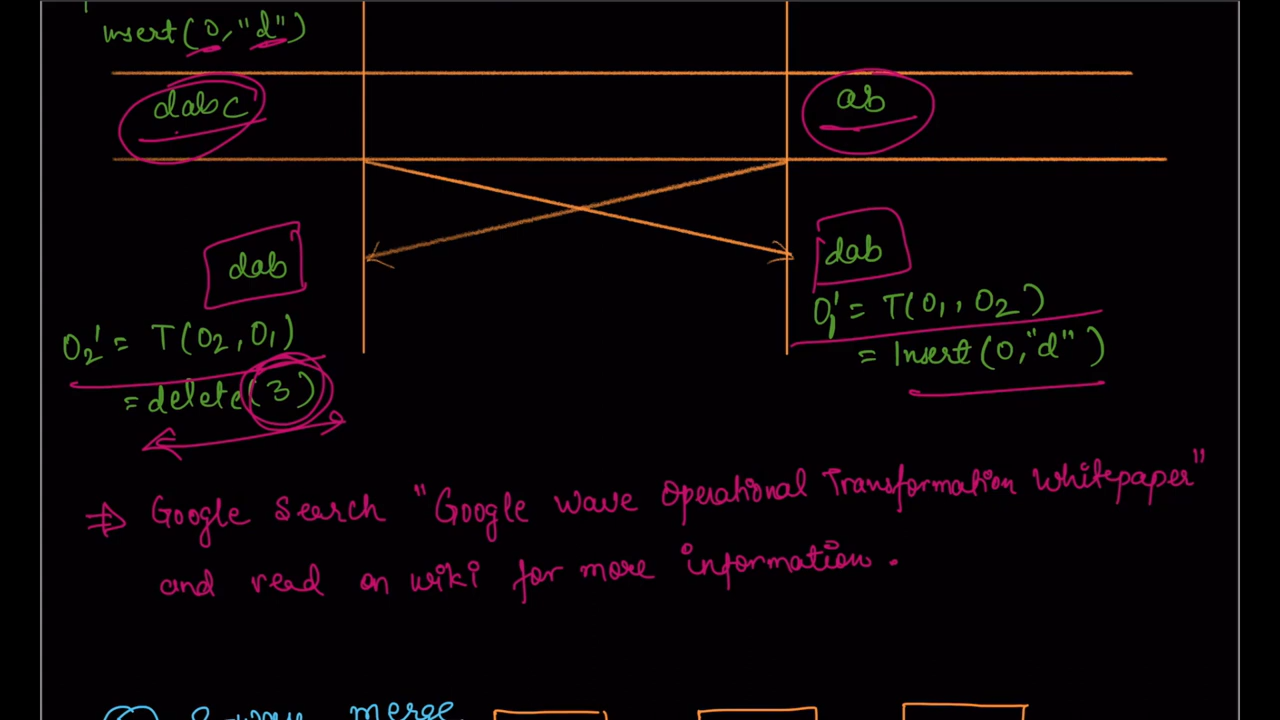 insert(0,"d")
dabc
ab
dab
dab
O2' = T(O2,O1)
= delete(3)
O1' = T(O1,O2)
= Insert(0,"d")
⇒ Google Search "Google wave Operational Transformation Whitepaper"
and read on wiki for more information.
merge